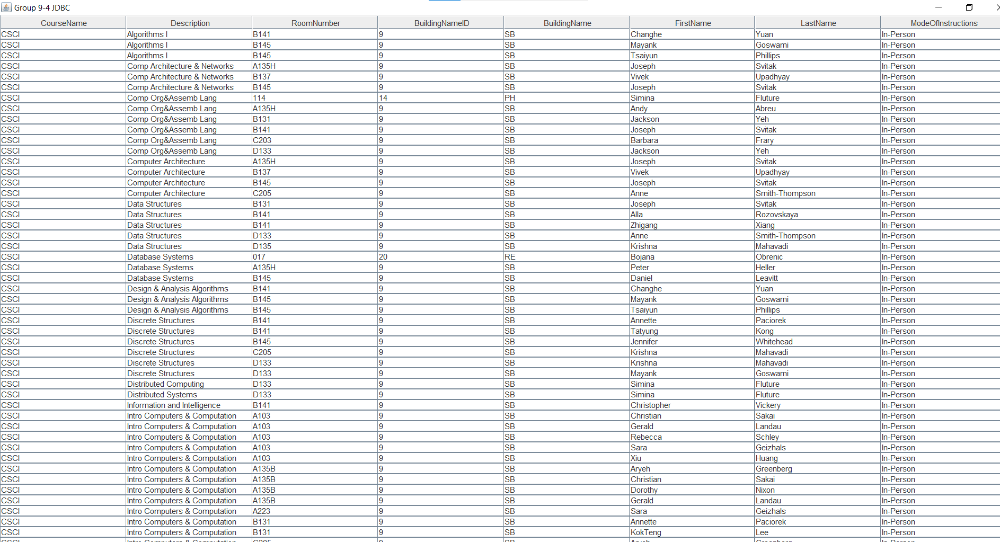 Group 9-4 JDBC
CourseName Description RoomNumber BuildingNameID BuildingName FirstName LastName ModeOfInstructions
CSCI Algorithms I B141 9 SB Changhe Yuan In-Person
CSCI Algorithms I B145 9 SB Mayank Goswami In-Person
CSCI Algorithms I B145 9 SB Tsaiyun Phillips In-Person
CSCI Comp Architecture & Networks A135H 9 SB Joseph Svitak In-Person
CSCI Comp Architecture & Networks B137 9 SB Vivek Upadhyay In-Person
CSCI Comp Architecture & Networks B145 9 SB Joseph Svitak In-Person
CSCI Comp Org&Assemb Lang 114 14 PH Simina Fluture In-Person
CSCI Comp Org&Assemb Lang A135H 9 SB Andy Abreu In-Person
CSCI Comp Org&Assemb Lang B131 9 SB Jackson Yeh In-Person
CSCI Comp Org&Assemb Lang B141 9 SB Joseph Svitak In-Person
CSCI Comp Org&Assemb Lang C203 9 SB Barbara Frary In-Person
CSCI Comp Org&Assemb Lang D133 9 SB Jackson Yeh In-Person
CSCI Computer Architecture A135H 9 SB Joseph Svitak In-Person
CSCI Computer Architecture B137 9 SB Vivek Upadhyay In-Person
CSCI Computer Architecture B145 9 SB Joseph Svitak In-Person
CSCI Computer Architecture C205 9 SB Anne Smith-Thompson In-Person
CSCI Data Structures B131 9 SB Joseph Svitak In-Person
CSCI Data Structures B141 9 SB Alla Rozovskaya In-Person
CSCI Data Structures B141 9 SB Zhigang Xiang In-Person
CSCI Data Structures D133 9 SB Anne Smith-Thompson In-Person
CSCI Data Structures D135 9 SB Krishna Mahavadi In-Person
CSCI Database Systems 017 20 RE Bojana Obrenic In-Person
CSCI Database Systems A135H 9 SB Peter Heller In-Person
CSCI Database Systems B145 9 SB Daniel Leavitt In-Person
CSCI Design & Analysis Algorithms B141 9 SB Changhe Yuan In-Person
CSCI Design & Analysis Algorithms B145 9 SB Mayank Goswami In-Person
CSCI Design & Analysis Algorithms B145 9 SB Tsaiyun Phillips In-Person
CSCI Discrete Structures B141 9 SB Annette Paciorek In-Person
CSCI Discrete Structures B141 9 SB Tatyung Kong In-Person
CSCI Discrete Structures B145 9 SB Jennifer Whitehead In-Person
CSCI Discrete Structures C205 9 SB Krishna Mahavadi In-Person
CSCI Discrete Structures D133 9 SB Krishna Mahavadi In-Person
CSCI Discrete Structures D133 9 SB Mayank Goswami In-Person
CSCI Distributed Computing D133 9 SB Simina Fluture In-Person
CSCI Distributed Systems D133 9 SB Simina Fluture In-Person
CSCI Information and Intelligence B141 9 SB Christopher Vickery In-Person
CSCI Intro Computers & Computation A103 9 SB Christian Sakai In-Person
CSCI Intro Computers & Computation A103 9 SB Gerald Landau In-Person
CSCI Intro Computers & Computation A103 9 SB Rebecca Schley In-Person
CSCI Intro Computers & Computation A103 9 SB Sara Geizhals In-Person
CSCI Intro Computers & Computation A103 9 SB Xiu Huang In-Person
CSCI Intro Computers & Computation A135B 9 SB Aryeh Greenberg In-Person
CSCI Intro Computers & Computation A135B 9 SB Christian Sakai In-Person
CSCI Intro Computers & Computation A135B 9 SB Dorothy Nixon In-Person
CSCI Intro Computers & Computation A135B 9 SB Gerald Landau In-Person
CSCI Intro Computers & Computation A223 9 SB Sara Geizhals In-Person
CSCI Intro Computers & Computation B131 9 SB Annette Paciorek In-Person
CSCI Intro Computers & Computation B131 9 SB KokTeng Lee In-Person